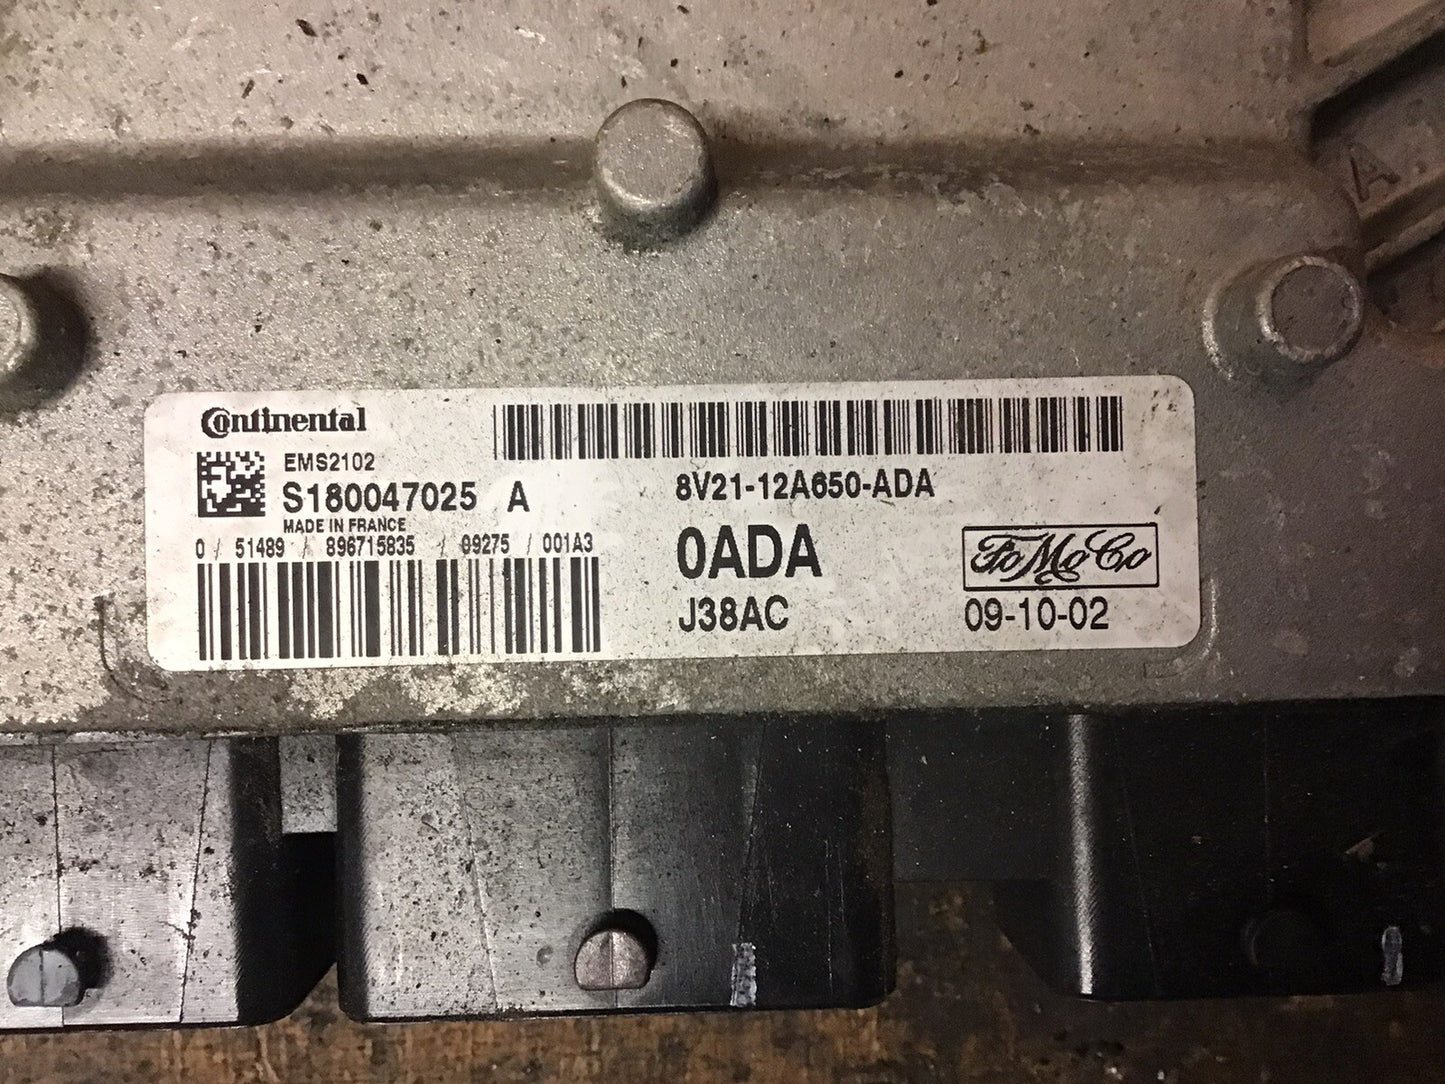 Continental
EMS2102
S180047025 A
MADE IN FRANCE
0 / 51489 / 896715835 / 09275 / 001A3
8V21-12A650-ADA
0ADA
J38AC
FoMoCo
09-10-02
A